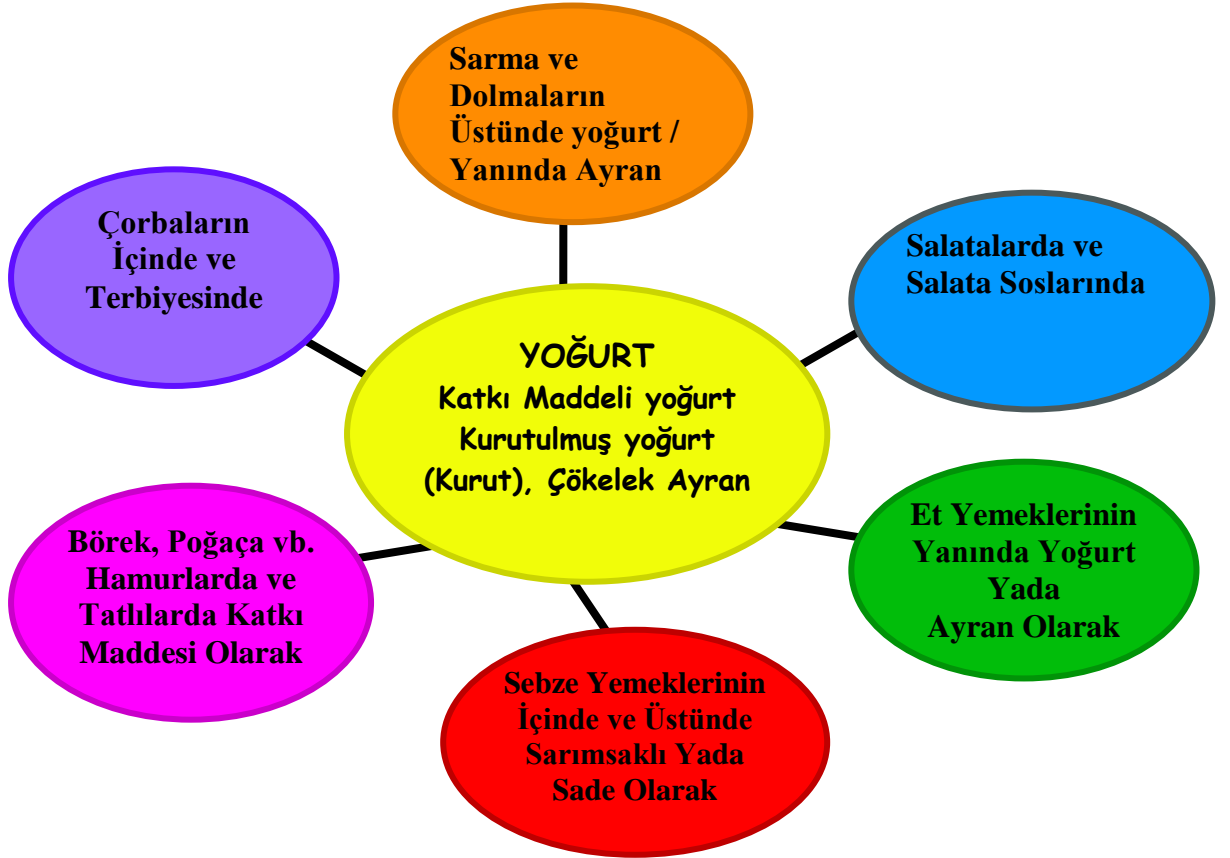 Sarma ve
Dolmaların
Üstünde yoğurt /
Yanında Ayran
Çorbaların
İçinde ve
Terbiyesinde
Salatalarda ve
Salata Soslarında
YOĞURT
Katkı Maddeli yoğurt
Kurutulmuş yoğurt
(Kurut), Çökelek Ayran
Börek, Poğaça vb.
Hamurlarda ve
Tatlılarda Katkı
Maddesi Olarak
Et Yemeklerinin
Yanında Yoğurt
Yada
Ayran Olarak
Sebze Yemeklerinin
İçinde ve Üstünde
Sarımsaklı Yada
Sade Olarak